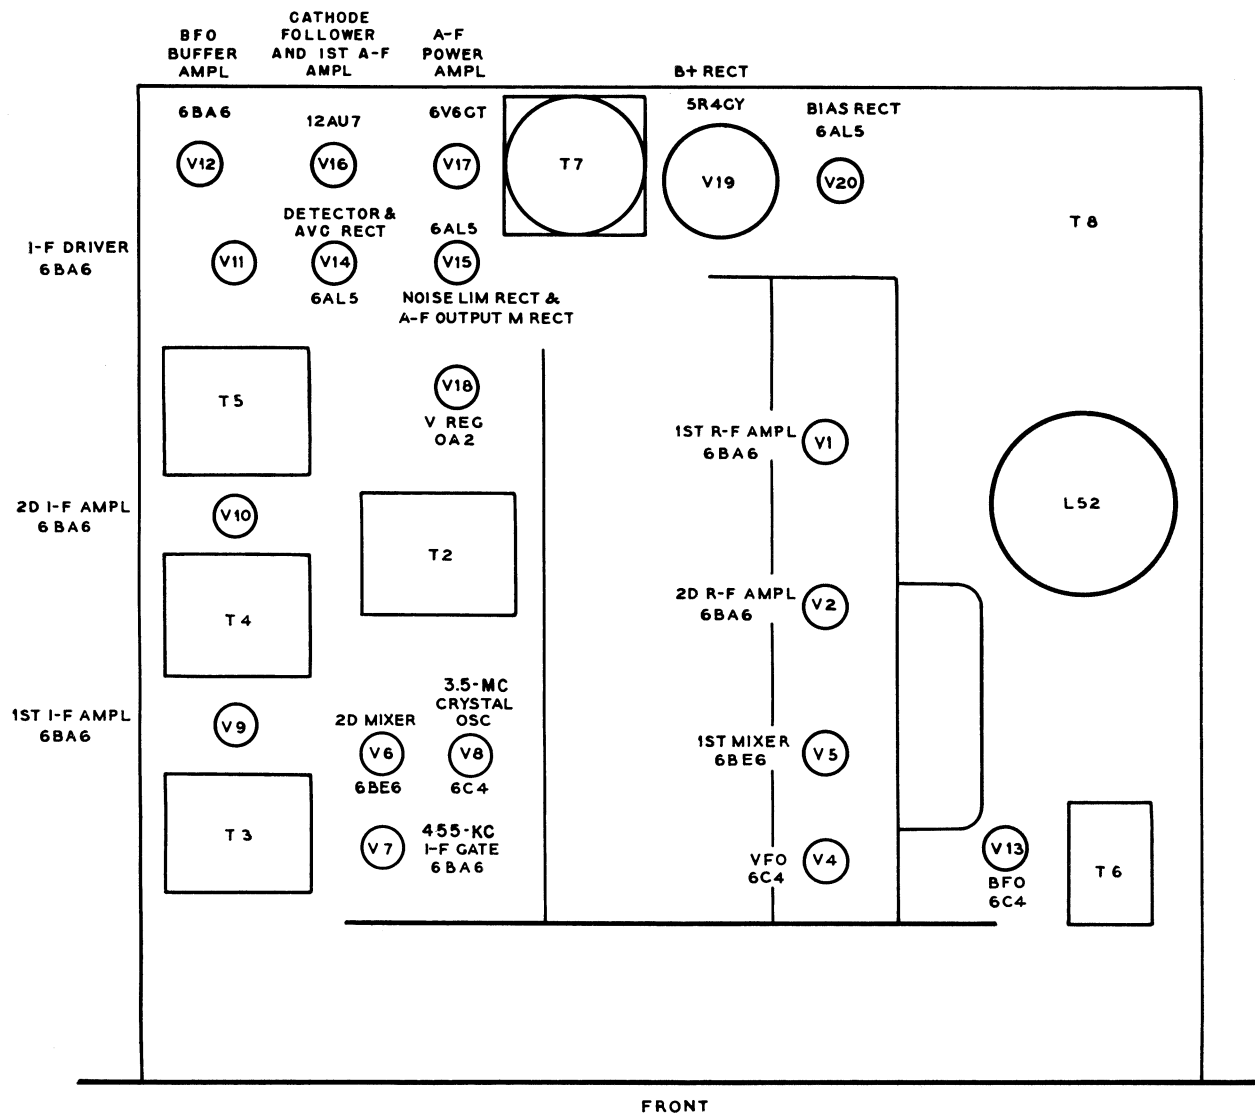 BFO
BUFFER
AMPL
CATHODE
FOLLOWER
AND 1ST A-F
AMPL
A-F
POWER
AMPL
B+ RECT
6BA6
12AU7
6V6GT
5R4GY
BIAS RECT
6AL5
V12
V16
V17
T7
V19
V20
DETECTOR &
AVC RECT
6AL5
T8
I-F DRIVER
6BA6
V11
V14
V15
6AL5
NOISE LIM RECT &
A-F OUTPUT M RECT
T5
V18
V REG
OA2
1ST R-F AMPL
6BA6
V1
L52
2D I-F AMPL
6BA6
V10
T2
T4
2D R-F AMPL
6BA6
V2
1ST I-F AMPL
6BA6
V9
2D MIXER
V6
6BE6
3.5-MC
CRYSTAL
OSC
V8
6C4
1ST MIXER
6BE6
V5
T3
V7
455-KC
I-F GATE
6BA6
VFO
6C4
V4
V13
BFO
6C4
T6
FRONT